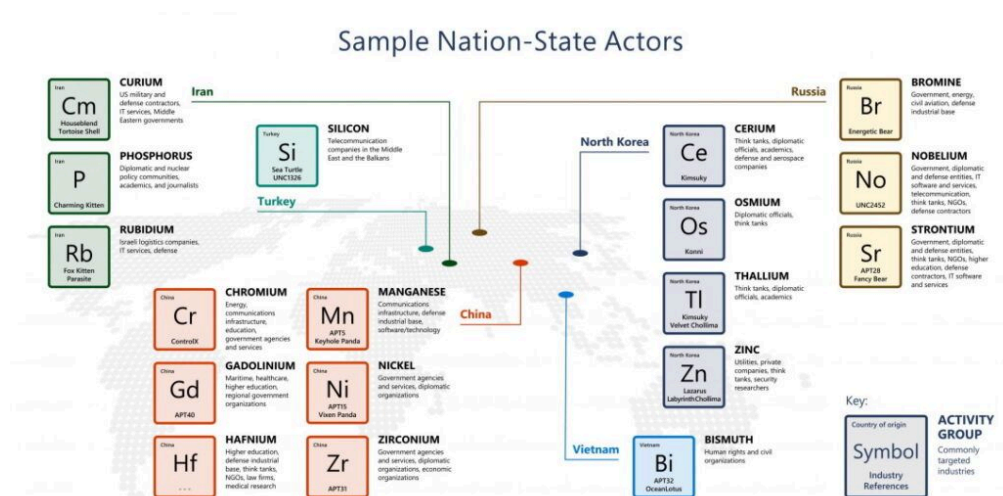 Sample Nation-State Actors
Iran
Cm
Houseblend
Tortoise Shell
CURIUM
US military and
defense contractors,
IT services, Middle
Eastern governments
Iran
P
Charming Kitten
PHOSPHORUS
Diplomatic and nuclear
policy communities,
academics, and journalists
Iran
Rb
Fox Kitten
Parasite
RUBIDIUM
Israeli logistics companies,
IT services, defense
Iran
Turkey
Si
Sea Turtle
UNC1326
SILICON
Telecommunication
companies in the Middle
East and the Balkans
Turkey
China
Cr
ControlX
CHROMIUM
Energy,
communications
infrastructure,
education,
government agencies
and services
China
Mn
APT5
Keyhole Panda
MANGANESE
Communications
infrastructure, defense
industrial base,
software/technology
China
China
Gd
APT40
GADOLINIUM
Maritime, healthcare,
higher education,
regional government
organizations
China
Ni
APT15
Vixen Panda
NICKEL
Government agencies
and services, diplomatic
organizations
China
Hf
...
HAFNIUM
Higher education,
defense industrial
base, think tanks,
NGOs, law firms,
medical research
China
Zr
APT31
ZIRCONIUM
Government agencies
and services, diplomatic
organizations, economic
organizations
North Korea
North Korea
Ce
Kimsuky
CERIUM
Think tanks, diplomatic
officials, academics,
defense and aerospace
companies
North Korea
Os
Konni
OSMIUM
Diplomatic officials,
think tanks
North Korea
Tl
Kimsuky
Velvet Chollima
THALLIUM
Think tanks, diplomatic
officials, academics
North Korea
Zn
Lazarus
LabyrinthChollima
ZINC
Utilities, private
companies, think
tanks, security
researchers
Vietnam
Vietnam
Bi
APT32
OceanLotus
BISMUTH
Human rights and civil
organizations
Russia
Russia
Br
Energetic Bear
BROMINE
Government, energy,
civil aviation, defense
industrial base
Russia
No
UNC2452
NOBELIUM
Government, diplomatic
and defense entities, IT
software and services,
telecommunication,
think tanks, NGOs,
defense contractors
Russia
Sr
APT28
Fancy Bear
STRONTIUM
Government, diplomatic
and defense entities,
think tanks, NGOs, higher
education, defense
contractors, IT software
and services
Key:
Country of origin
Symbol
Industry
References
ACTIVITY
GROUP
Commonly
targeted
industries